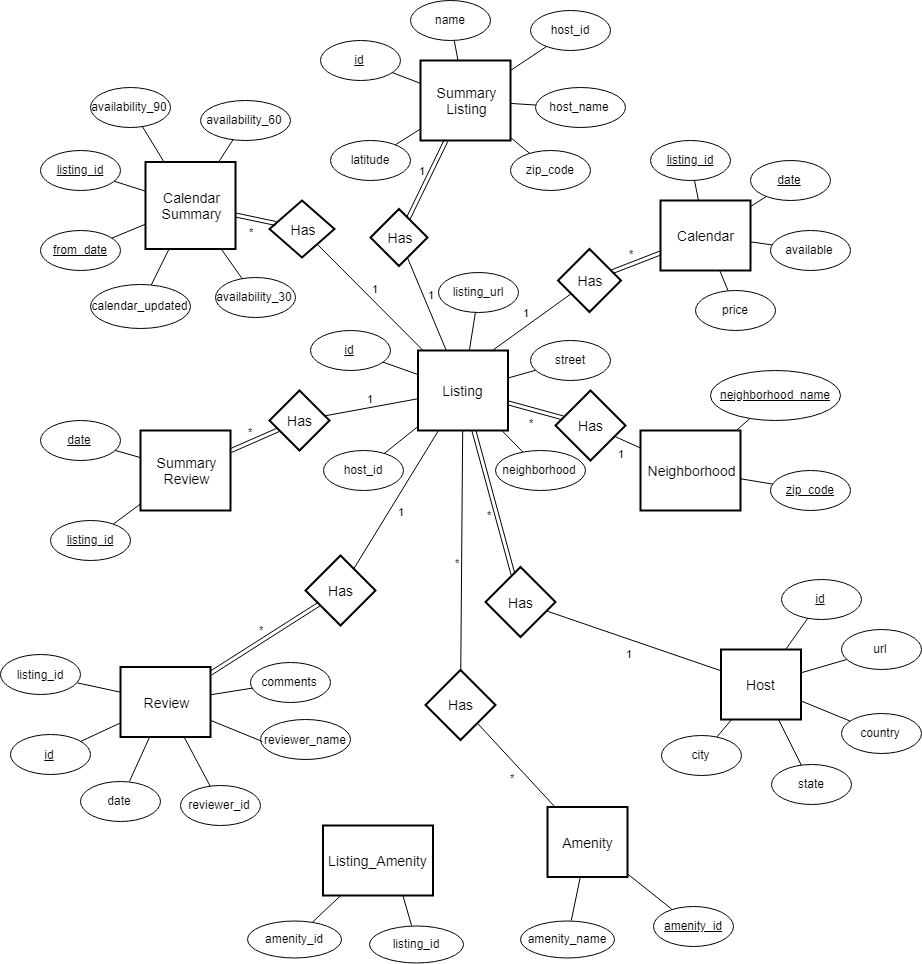 name
host_id
id
Summary
Listing
host_name
latitude
zip_code
1
Has
1
availability_90
availability_60
listing_id
Calendar
Summary
from_date
calendar_updated
availability_30
*
Has
1
listing_id
date
Calendar
available
price
*
Has
1
listing_url
id
street
Listing
host_id
neighborhood
1
Has
*
date
Summary
Review
listing_id
*
Has
1
neighborhood_name
Neighborhood
zip_code
1
Has
*
listing_id
comments
Review
id
reviewer_name
date
reviewer_id
*
Has
1
id
url
Host
country
city
state
*
Has
*
Listing_Amenity
amenity_id
listing_id
Amenity
amenity_name
amenity_id